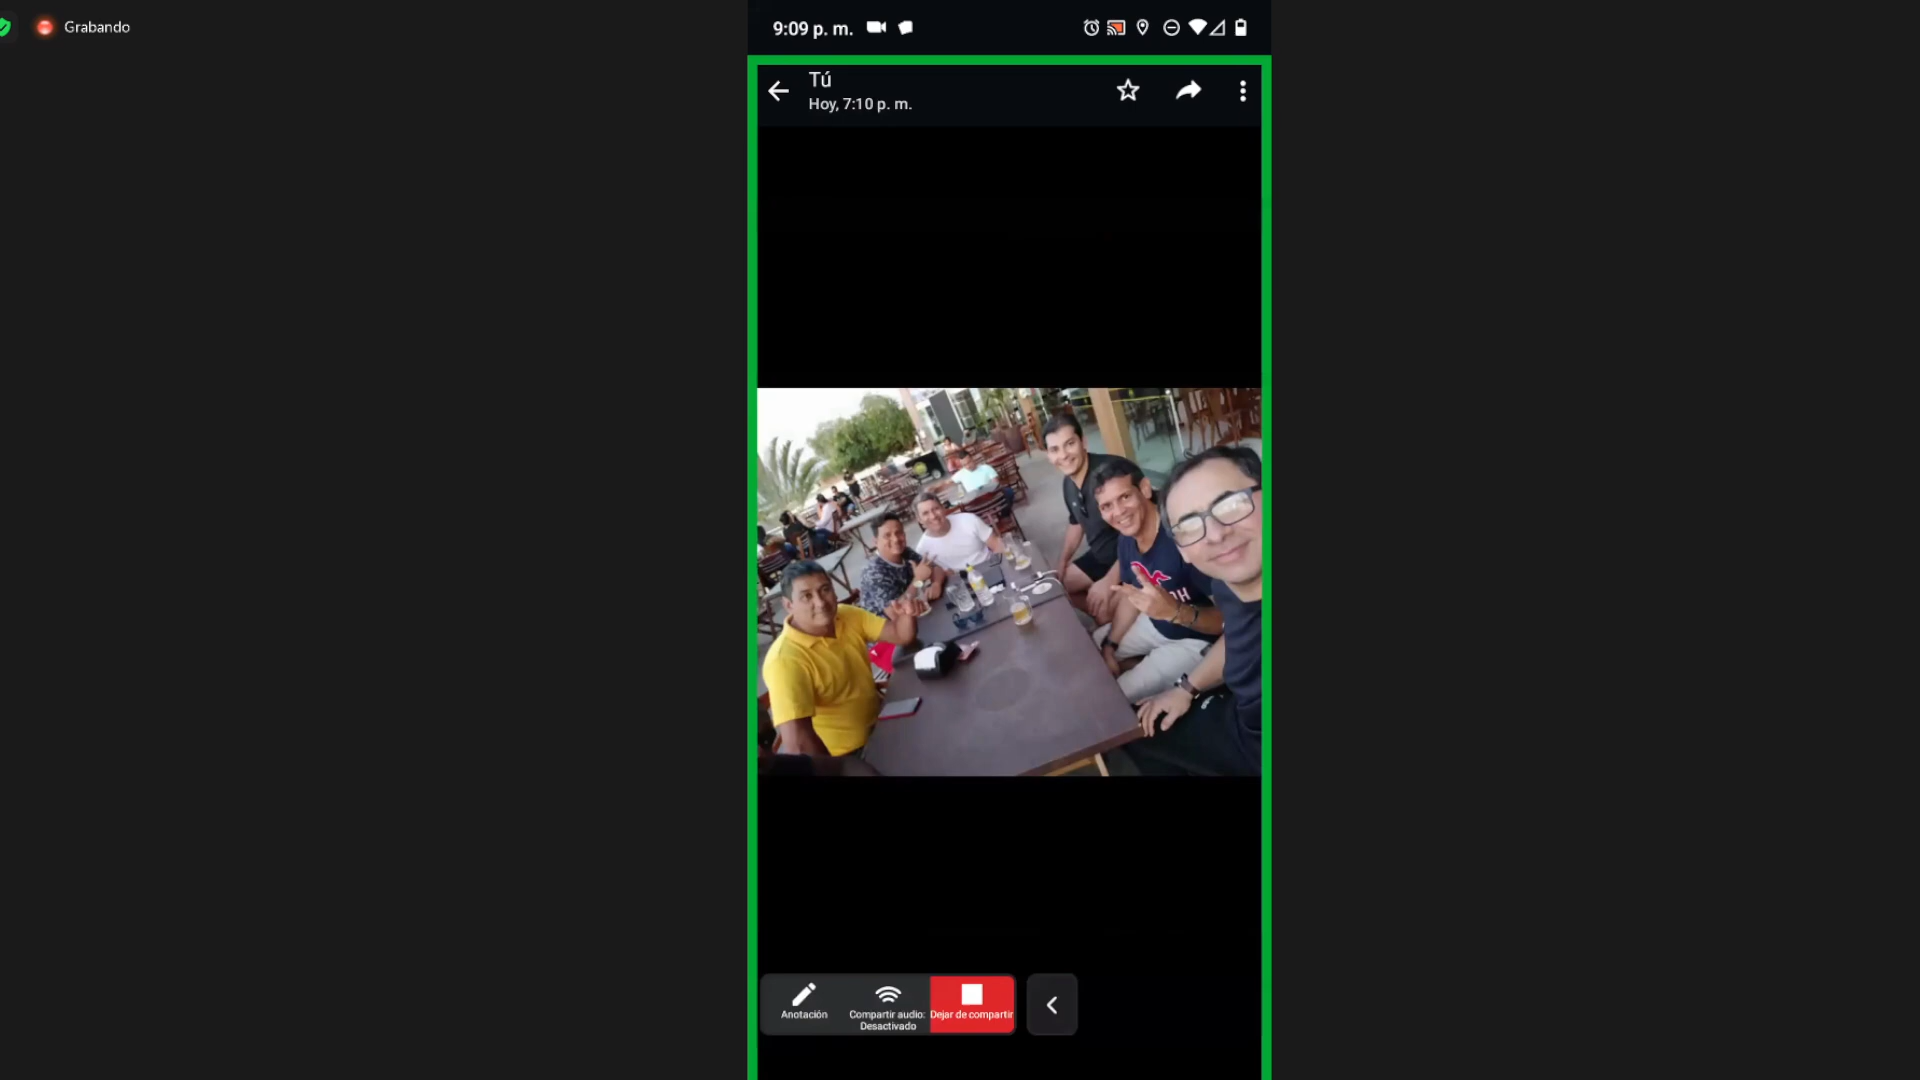 Grabando
9:09 p. m.
Tú
Hoy, 7:10 p. m.
Anotación
Compartir audio:
Desactivado
Dejar de compartir